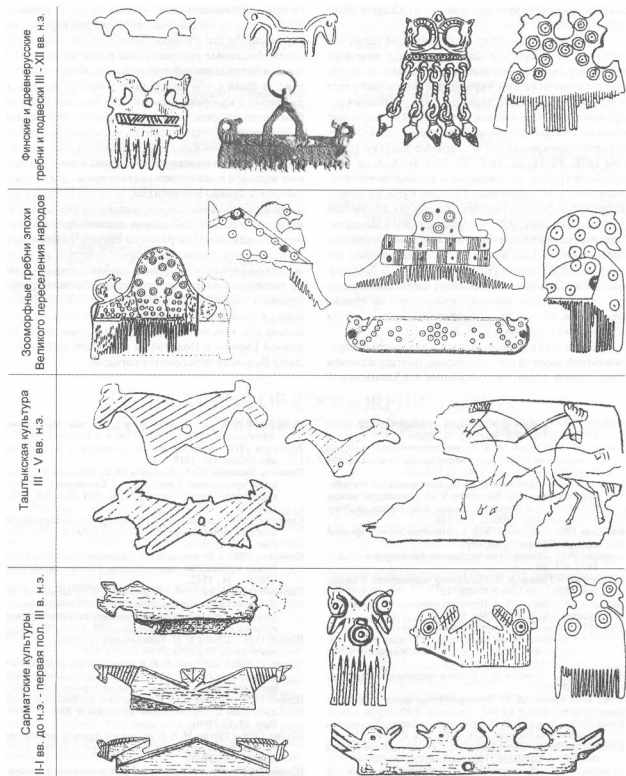 Финские и древнерусские
гребни и подвески III - XII вв. н.э.
Зооморфные гребни эпохи
Великого переселения народов
Таштыкская культура
III - V вв. н.э.
Сарматские культуры
II-I вв. до н.э. - первая пол. III в. н.э.